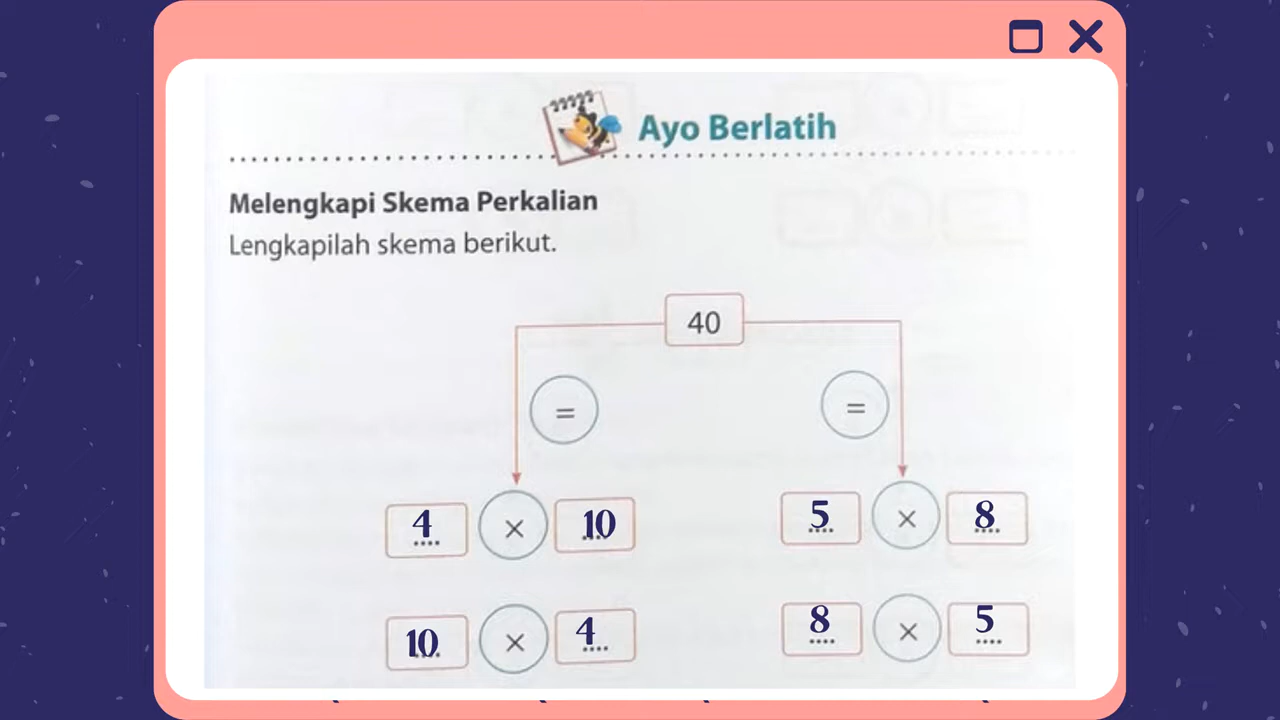 Ayo Berlatih
Melengkapi Skema Perkalian
Lengkapilah skema berikut.
40
= =
4 × 10 5 × 8
10 × 4 8 × 5